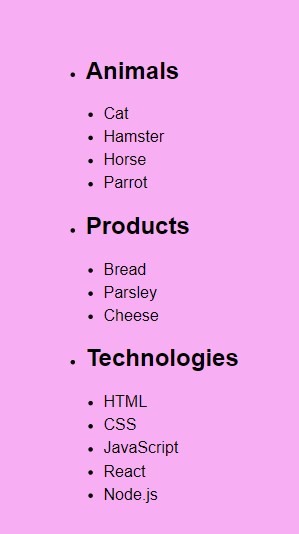 Animals
Cat
Hamster
Horse
Parrot
Products
Bread
Parsley
Cheese
Technologies
HTML
CSS
JavaScript
React
Node.js